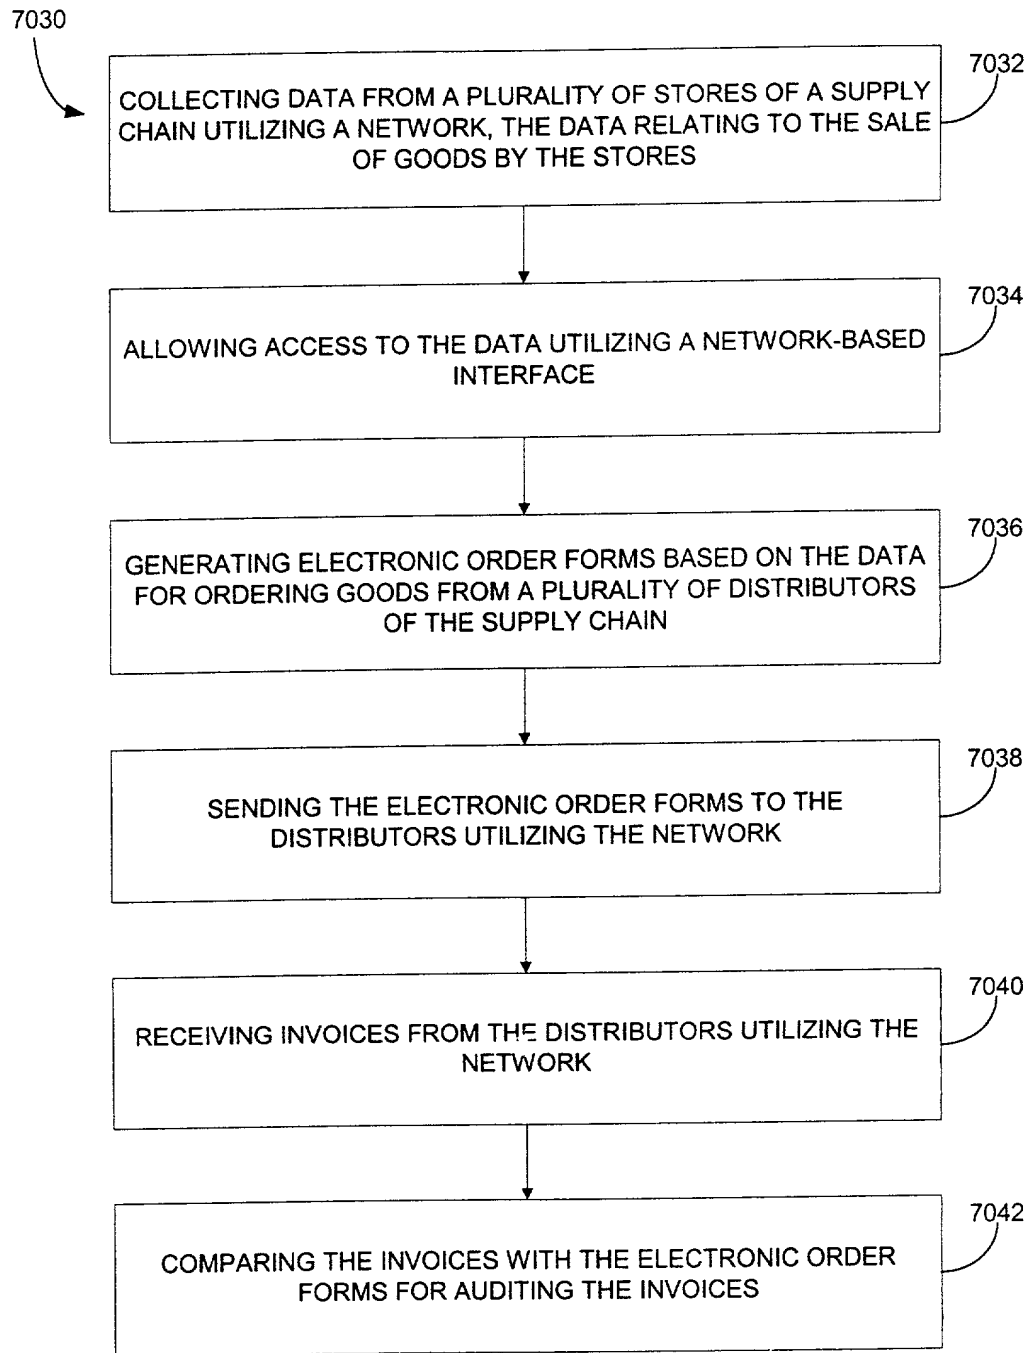 7030
7032
COLLECTING DATA FROM A PLURALITY OF STORES OF A SUPPLY
CHAIN UTILIZING A NETWORK, THE DATA RELATING TO THE SALE
OF GOODS BY THE STORES
7034
ALLOWING ACCESS TO THE DATA UTILIZING A NETWORK-BASED
INTERFACE
7036
GENERATING ELECTRONIC ORDER FORMS BASED ON THE DATA
FOR ORDERING GOODS FROM A PLURALITY OF DISTRIBUTORS
OF THE SUPPLY CHAIN
7038
SENDING THE ELECTRONIC ORDER FORMS TO THE
DISTRIBUTORS UTILIZING THE NETWORK
7040
RECEIVING INVOICES FROM THE DISTRIBUTORS UTILIZING THE
NETWORK
7042
COMPARING THE INVOICES WITH THE ELECTRONIC ORDER
FORMS FOR AUDITING THE INVOICES